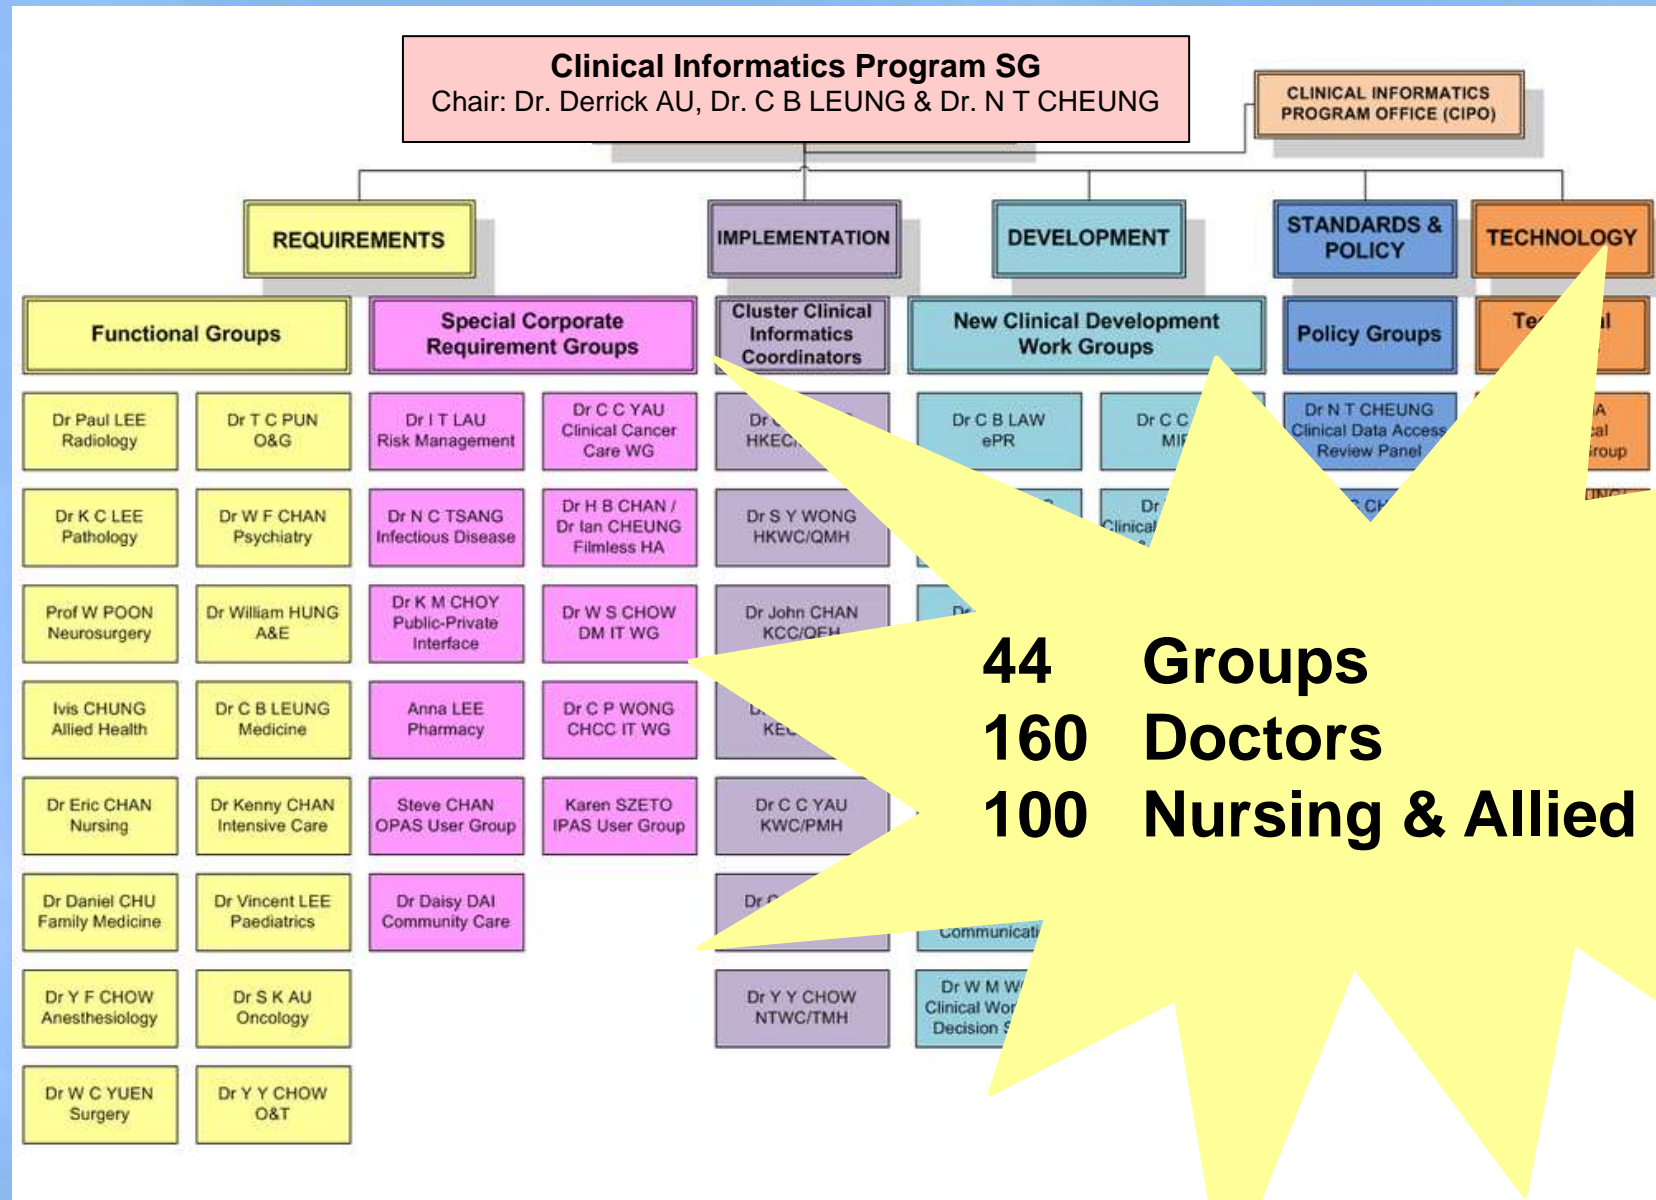 Clinical Informatics Program SG
Chair: Dr. Derrick AU, Dr. C B LEUNG & Dr. N T CHEUNG
CLINICAL INFORMATICS
PROGRAM OFFICE (CIPO)
REQUIREMENTS
IMPLEMENTATION
DEVELOPMENT
STANDARDS &
POLICY
TECHNOLOGY
Functional Groups
Special Corporate
Requirement Groups
Cluster Clinical
Informatics
Coordinators
New Clinical Development
Work Groups
Policy Groups
Dr Paul LEE
Radiology
Dr T C PUN
O&G
Dr I T LAU
Risk Management
Dr C C YAU
Clinical Cancer
Care WG
Dr C B LAW
ePR
Dr C C
Dr N T CHEUNG
Clinical Data Access
Review Panel
Dr K C LEE
Pathology
Dr W F CHAN
Psychiatry
Dr N C TSANG
Infectious Disease
Dr H B CHAN /
Dr Ian CHEUNG
Filmless HA
Dr S Y WONG
HKWC/QMH
Dr
Clinical
Prof W POON
Neurosurgery
Dr William HUNG
A&E
Dr K M CHOY
Public-Private
Interface
Dr W S CHOW
DM IT WG
Dr John CHAN
KCC/QEH
Ivis CHUNG
Allied Health
Dr C B LEUNG
Medicine
Anna LEE
Pharmacy
Dr C P WONG
CHCC IT WG
Dr Eric CHAN
Nursing
Dr Kenny CHAN
Intensive Care
Steve CHAN
OPAS User Group
Karen SZETO
IPAS User Group
Dr C C YAU
KWC/PMH
Dr Daniel CHU
Family Medicine
Dr Vincent LEE
Paediatrics
Dr Daisy DAI
Community Care
Dr Y F CHOW
Anesthesiology
Dr S K AU
Oncology
Dr Y Y CHOW
NTWC/TMH
Dr W M
Clinical
Decision
Dr W C YUEN
Surgery
Dr Y Y CHOW
O&T
44 Groups
160 Doctors
100 Nursing & Allied